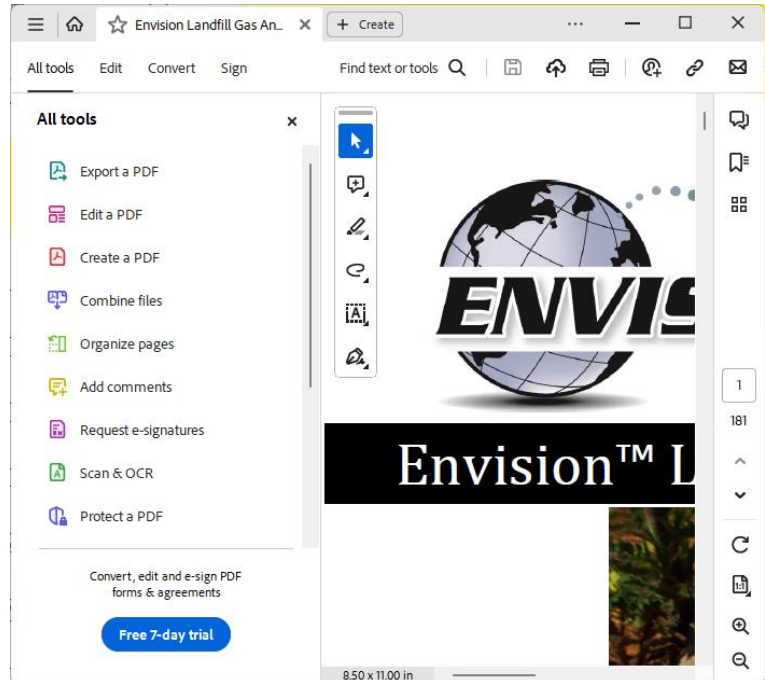 Envision Landfill Gas An...
+ Create
All tools Edit Convert Sign
Find text or tools
All tools
Export a PDF
Edit a PDF
Create a PDF
Combine files
Organize pages
Add comments
Request e-signatures
Scan & OCR
Protect a PDF
Convert, edit and e-sign PDF
forms & agreements
Free 7-day trial
ENVIS
Envision™ L
8.50 x 11.00 in
1
181